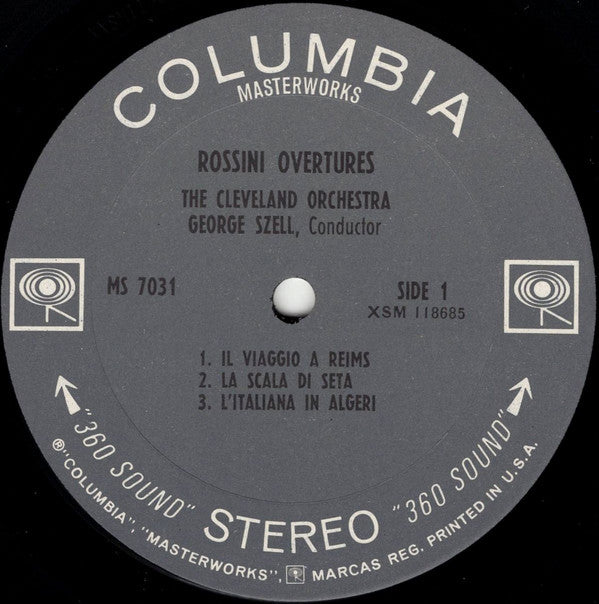 COLUMBIA
MASTERWORKS
ROSSINI OVERTURES
THE CLEVELAND ORCHESTRA
GEORGE SZELL, Conductor
MS 7031
SIDE 1
XSM 118685
1. IL VIAGGIO A REIMS
2. LA SCALA DI SETA
3. L'ITALIANA IN ALGERI
"360 SOUND" STEREO "360 SOUND"
®"COLUMBIA", "MASTERWORKS", MARCAS REG. PRINTED IN U.S.A.